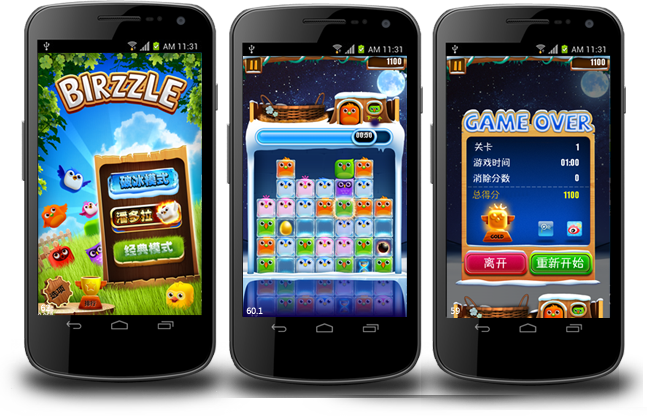 AM 11:31
BIRZZLE
破冰模式
潘多拉
经典模式
AM 11:31
1100
00:50
60.1
AM 11:31
1100
GAME OVER
关卡 1
游戏时间 01:00
消除分数 0
总得分 1100
GOLD
离开 重新开始
59